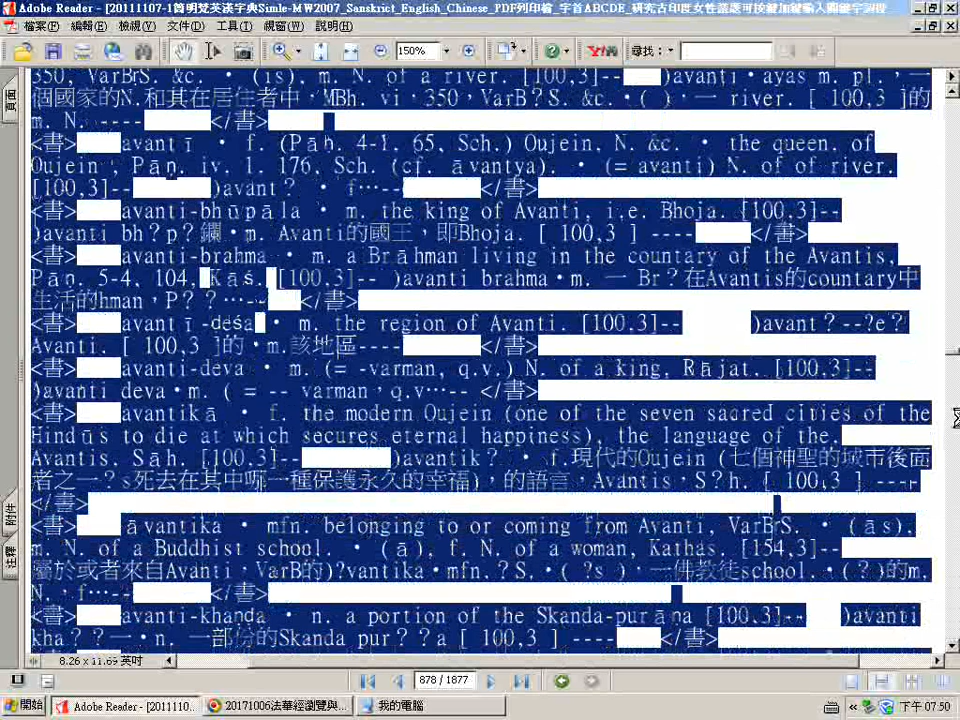 Adobe Reader - [20111107-1簡明梵英漢字典Simle-MW2007_Sanskrict_English_Chinese_PDF列印檔_字首ABCDE_研究古印度女性議題可按鍵加鍵輸入關鍵字詞搜
檔案(F) 編輯(E) 檢視(V) 文件(D) 工具(T) 視窗(W) 說明(H)
150% 尋找：
頁面
附件
注釋
350, VarBrS. &c. • (is), m. N. of a river. [100,3]-- )avanti•ayas m. pl.，一
個國家的N.和其在居住者中，MBh. vi，350，VarB？S. &c.•( )，一 river. [ 100,3 ]的
m. N. ---- </書>
<書> avantī • f. (Pāṇ. 4-1. 65, Sch.) Oujein, N. &c. • the queen. of
Oujein , Pāṇ. iv. 1. 176, Sch. (cf. āvantya). • (= avanti) N. of of river.
[100,3]-- )avant？ • f…-- </書>
<書> avanti-bhūpāla • m. the king of Avanti, i.e. Bhoja. [100,3]--
)avanti bh？p？鑭•m. Avanti的國王，即Bhoja. [ 100,3 ] ---- </書>
<書> avanti-brahma • m. a Brāhman living in the countary of the Avantis,
Pāṇ. 5-4, 104, Kāś. [100,3]-- )avanti brahma•m. 一 Br？在Avantis的countary中
生活的hman，P？？…-- </書>
<書> avantī-deśa • m. the region of Avanti. [100,3]-- )avant？--?e？
Avanti. [ 100,3 ]的•m.該地區---- </書>
<書> avanti-deva • m. (= -varman, q.v.) N. of a king, Rājat. [100,3]--
)avanti deva•m. ( = -- varman，q.v…-- </書>
<書> avantikā • f. the modern Oujein (one of the seven sacred cities of the
Hindūs to die at which secures eternal happiness), the language of the.
Avantis, Sāh. [100,3]-- )avantik？ • f.現代的Oujein (七個神聖的城市後面
者之一？s死去在其中哪一種保護永久的幸福)，的語言，Avantis，S？h. [ 100,3 ] ----
</書>
<書> āvantika • mfn. belonging to or coming from Avanti, VarBrS. • (ās),
m. N. of a Buddhist school. • (ā), f. N. of a woman, Kathās. [154,3]--
屬於或者來自Avanti，VarB的)?vantika•mfn.？S.•(？s )，一佛教徒school.•(？)的m.
N.，f…-- </書>
<書> avanti-khaṇḍa • n. a portion of the Skanda-purāṇa [100,3]-- )avanti
kha？？一•n. 一部份的Skanda pur？？a [ 100,3 ] ---- </書>
8.26 x 11.69 英吋
878 / 1877
開始 Adobe Reader - [2011110... 20171006法華經瀏覽與... 我的電腦 下午 07:50